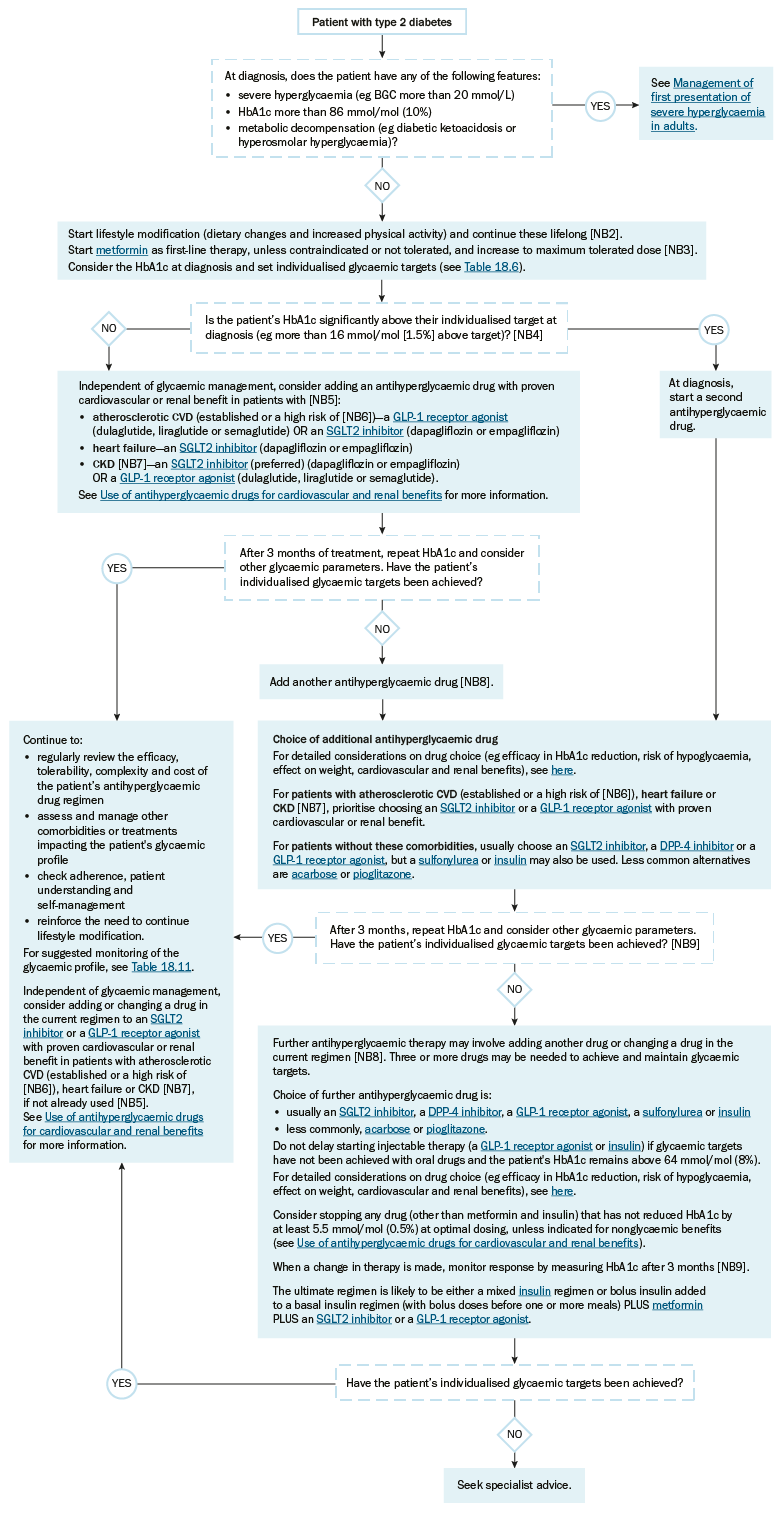 Patient with type 2 diabetes
At diagnosis, does the patient have any of the following features:
• severe hyperglycaemia (eg BGC more than 20 mmol/L)
• HbA1c more than 86 mmol/mol (10%)
• metabolic decompensation (eg diabetic ketoacidosis or
hyperosmolar hyperglycaemia)?
YES
See Management of
first presentation of
severe hyperglycaemia
in adults.
NO
Start lifestyle modification (dietary changes and increased physical activity) and continue these lifelong [NB2].
Start metformin as first-line therapy, unless contraindicated or not tolerated, and increase to maximum tolerated dose [NB3].
Consider the HbA1c at diagnosis and set individualised glycaemic targets (see Table 18.6).
Is the patient's HbA1c significantly above their individualised target at
diagnosis (eg more than 16 mmol/mol [1.5%] above target)? [NB4]
NO
YES
Independent of glycaemic management, consider adding an antihyperglycaemic drug with proven
cardiovascular or renal benefit in patients with [NB5]:
• atherosclerotic CVD (established or a high risk of [NB6])—a GLP-1 receptor agonist
(dulaglutide, liraglutide or semaglutide) OR an SGLT2 inhibitor (dapagliflozin or empagliflozin)
• heart failure—an SGLT2 inhibitor (dapagliflozin or empagliflozin)
• CKD [NB7]—an SGLT2 inhibitor (preferred) (dapagliflozin or empagliflozin)
OR a GLP-1 receptor agonist (dulaglutide, liraglutide or semaglutide).
See Use of antihyperglycaemic drugs for cardiovascular and renal benefits for more information.
At diagnosis,
start a second
antihyperglycaemic
drug.
After 3 months of treatment, repeat HbA1c and consider
other glycaemic parameters. Have the patient's
individualised glycaemic targets been achieved?
YES
NO
Add another antihyperglycaemic drug [NB8].
Choice of additional antihyperglycaemic drug
For detailed considerations on drug choice (eg efficacy in HbA1c reduction, risk of hypoglycaemia,
effect on weight, cardiovascular and renal benefits), see here.
For patients with atherosclerotic CVD (established or a high risk of [NB6]), heart failure or
CKD [NB7], prioritise choosing an SGLT2 inhibitor or a GLP-1 receptor agonist with proven
cardiovascular or renal benefit.
For patients without these comorbidities, usually choose an SGLT2 inhibitor, a DPP-4 inhibitor or a
GLP-1 receptor agonist, but a sulfonylurea or insulin may also be used. Less common alternatives
are acarbose or pioglitazone.
Continue to:
• regularly review the efficacy,
tolerability, complexity and cost of
the patient's antihyperglycaemic
drug regimen
• assess and manage other
comorbidities or treatments
impacting the patient's glycaemic
profile
• check adherence, patient
understanding and
self-management
• reinforce the need to continue
lifestyle modification.
For suggested monitoring of the
glycaemic profile, see Table 18.11.
Independent of glycaemic management,
consider adding or changing a drug in
the current regimen to an SGLT2
inhibitor or a GLP-1 receptor agonist
with proven cardiovascular or renal
benefit in patients with atherosclerotic
CVD (established or a high risk of
[NB6]), heart failure or CKD [NB7],
if not already used [NB5].
See Use of antihyperglycaemic drugs
for cardiovascular and renal benefits
for more information.
After 3 months, repeat HbA1c and consider other glycaemic parameters.
Have the patient's individualised glycaemic targets been achieved? [NB9]
YES
NO
Further antihyperglycaemic therapy may involve adding another drug or changing a drug in the
current regimen [NB8]. Three or more drugs may be needed to achieve and maintain glycaemic
targets.
Choice of further antihyperglycaemic drug is:
• usually an SGLT2 inhibitor, a DPP-4 inhibitor, a GLP-1 receptor agonist, a sulfonylurea or insulin
• less commonly, acarbose or pioglitazone.
Do not delay starting injectable therapy (a GLP-1 receptor agonist or insulin) if glycaemic targets
have not been achieved with oral drugs and the patient's HbA1c remains above 64 mmol/mol (8%).
For detailed considerations on drug choice (eg efficacy in HbA1c reduction, risk of hypoglycaemia,
effect on weight, cardiovascular and renal benefits), see here.
Consider stopping any drug (other than metformin and insulin) that has not reduced HbA1c by
at least 5.5 mmol/mol (0.5%) at optimal dosing, unless indicated for nonglycaemic benefits
(see Use of antihyperglycaemic drugs for cardiovascular and renal benefits).
When a change in therapy is made, monitor response by measuring HbA1c after 3 months [NB9].
The ultimate regimen is likely to be either a mixed insulin regimen or bolus insulin added
to a basal insulin regimen (with bolus doses before one or more meals) PLUS metformin
PLUS an SGLT2 inhibitor or a GLP-1 receptor agonist.
Have the patient's individualised glycaemic targets been achieved?
YES
NO
Seek specialist advice.